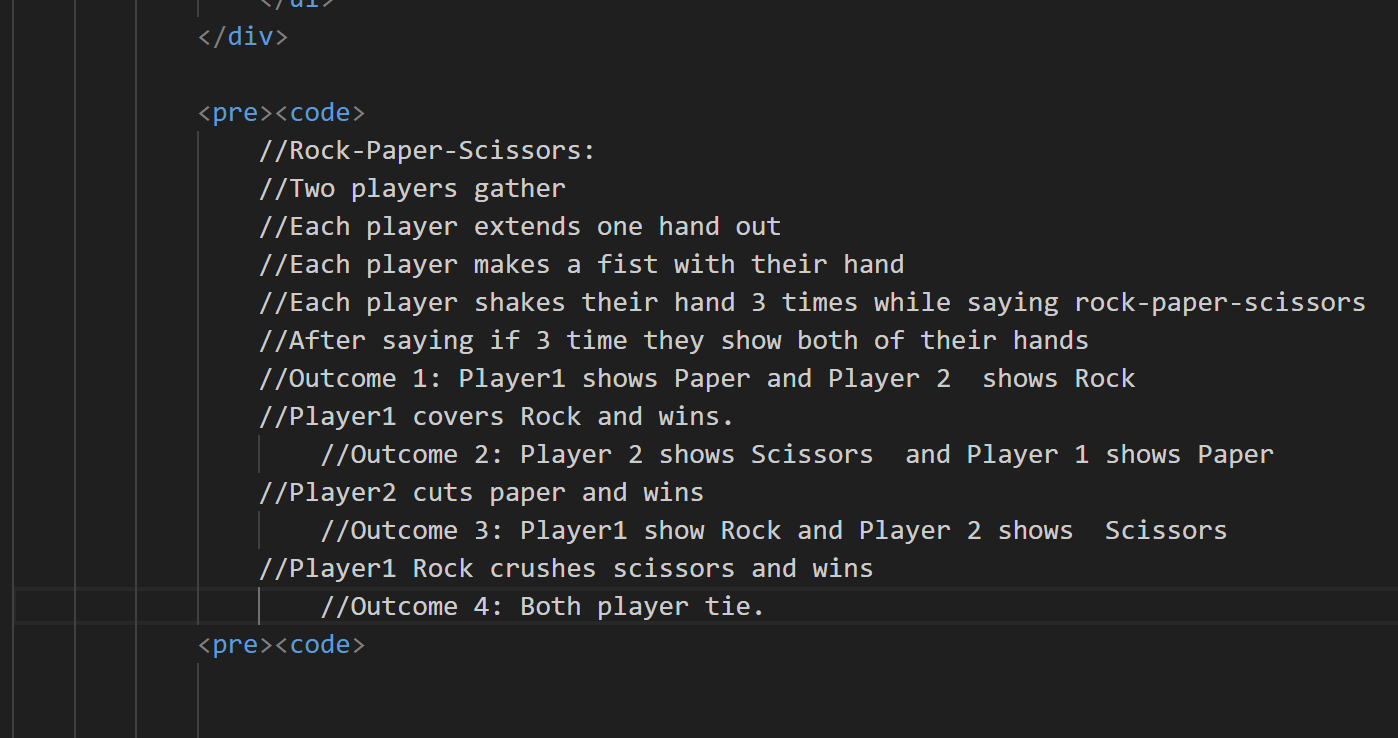 </div>
<pre><code>
//Rock-Paper-Scissors:
//Two players gather
//Each player extends one hand out
//Each player makes a fist with their hand
//Each player shakes their hand 3 times while saying rock-paper-scissors
//After saying if 3 time they show both of their hands
//Outcome 1: Player1 shows Paper and Player 2  shows Rock
//Player1 covers Rock and wins.
//Outcome 2: Player 2 shows Scissors  and Player 1 shows Paper
//Player2 cuts paper and wins
//Outcome 3: Player1 show Rock and Player 2 shows  Scissors
//Player1 Rock crushes scissors and wins
//Outcome 4: Both player tie.
<pre><code>